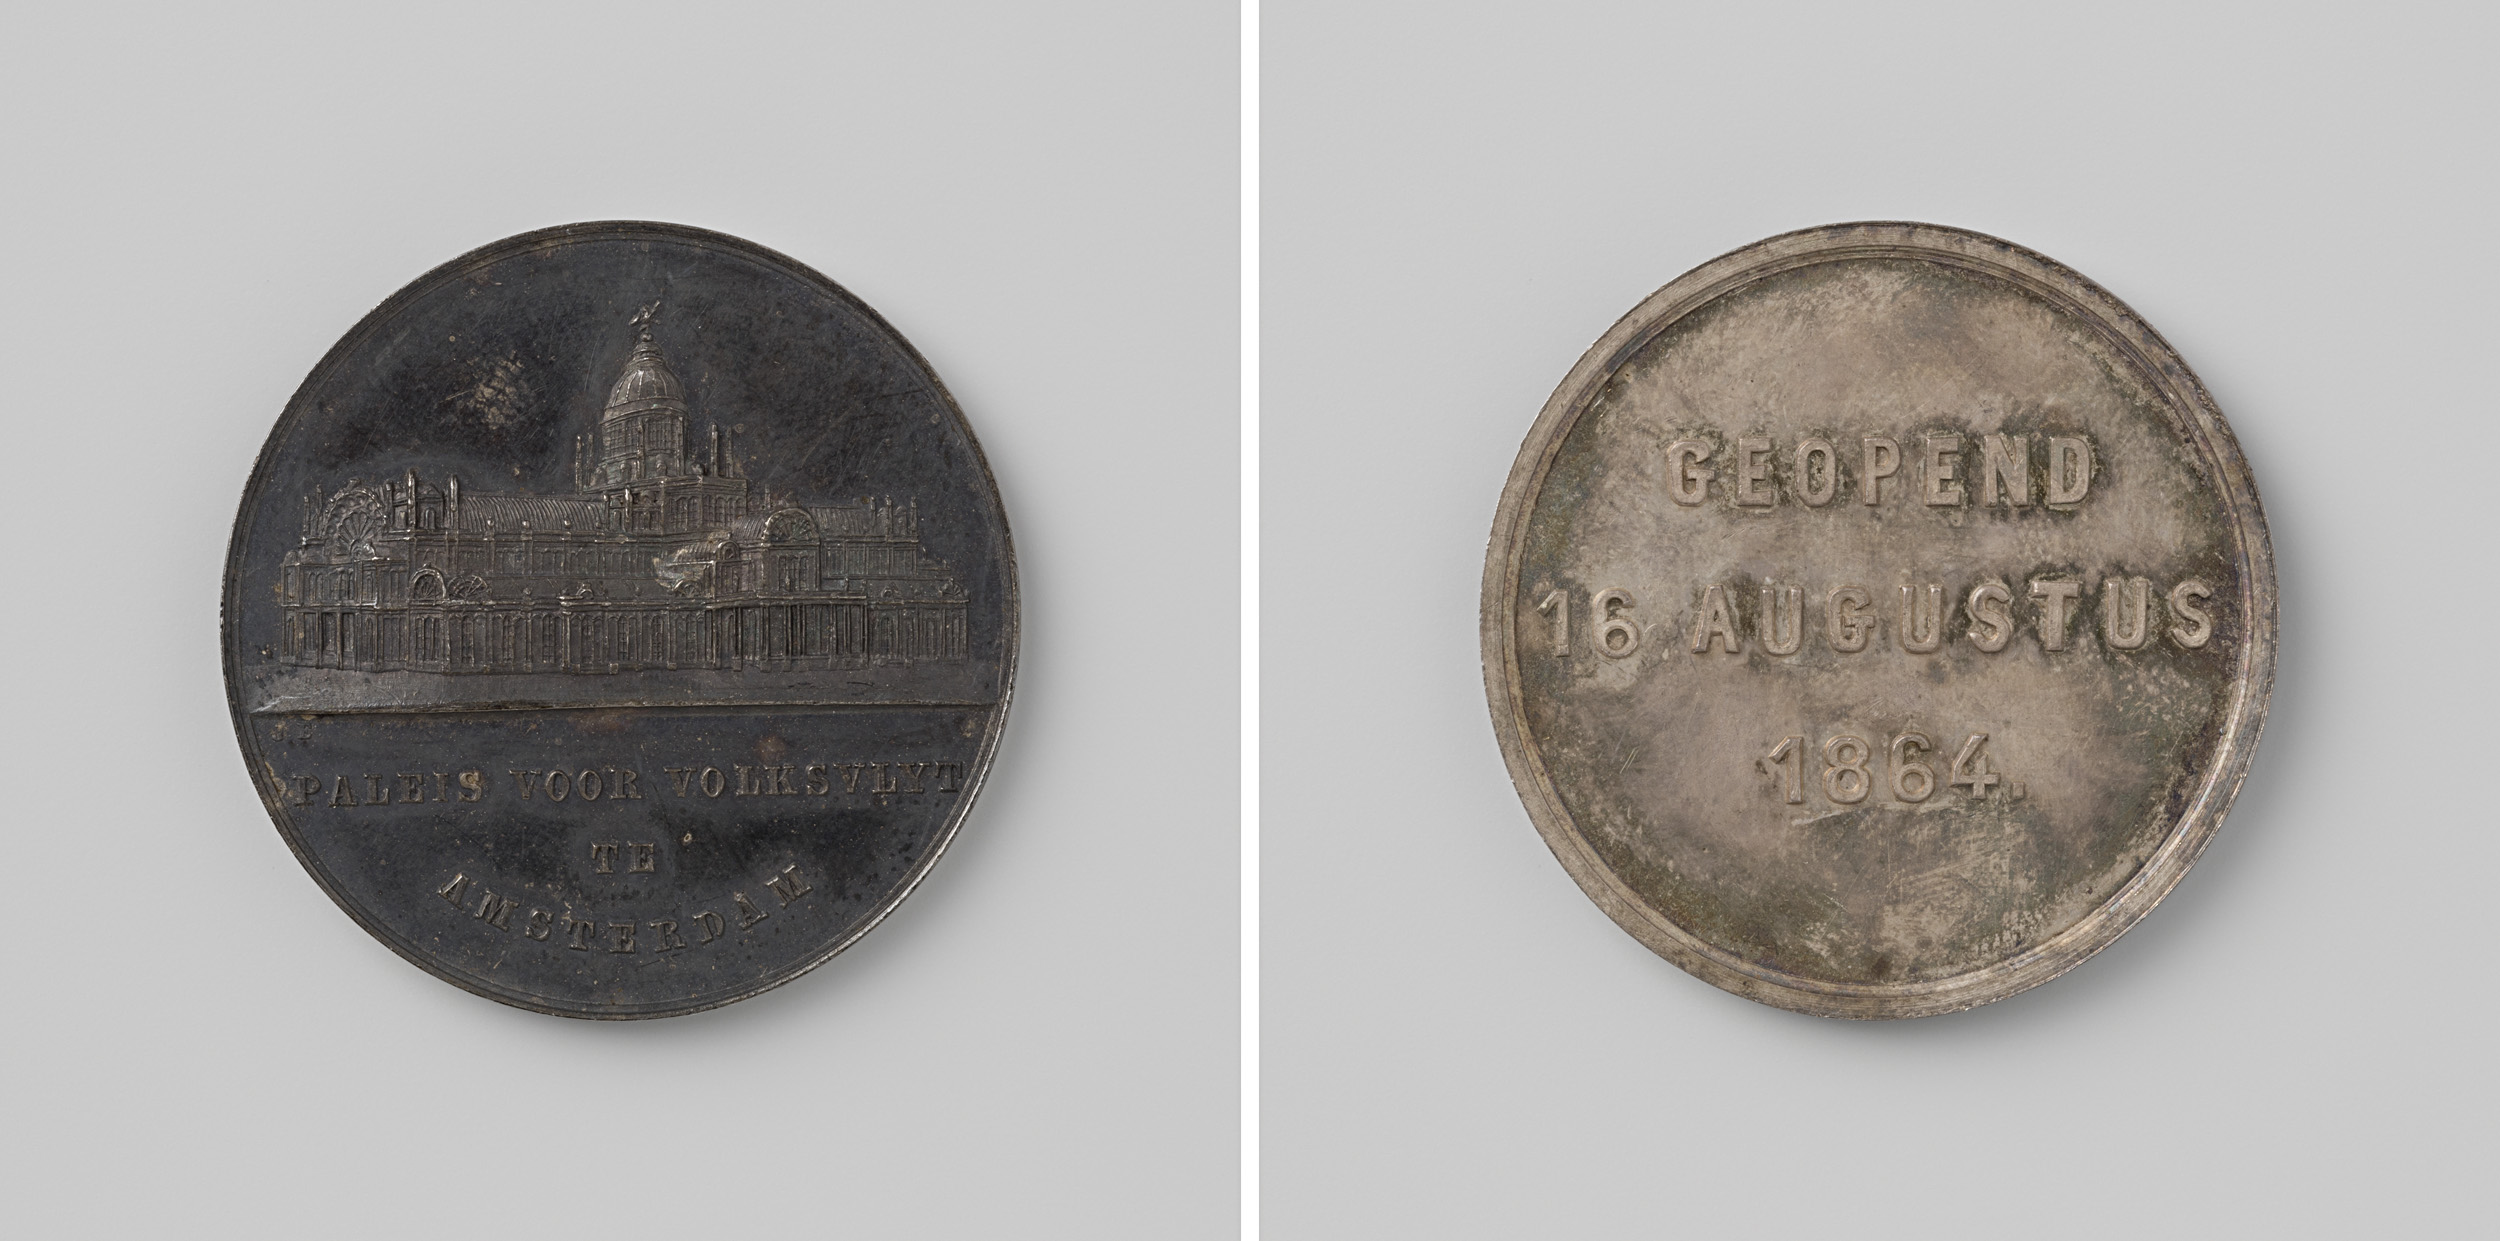 PALEIS VOOR VOLKSVLYT
TE
AMSTERDAM
GEOPEND
16 AUGUSTUS
1864.